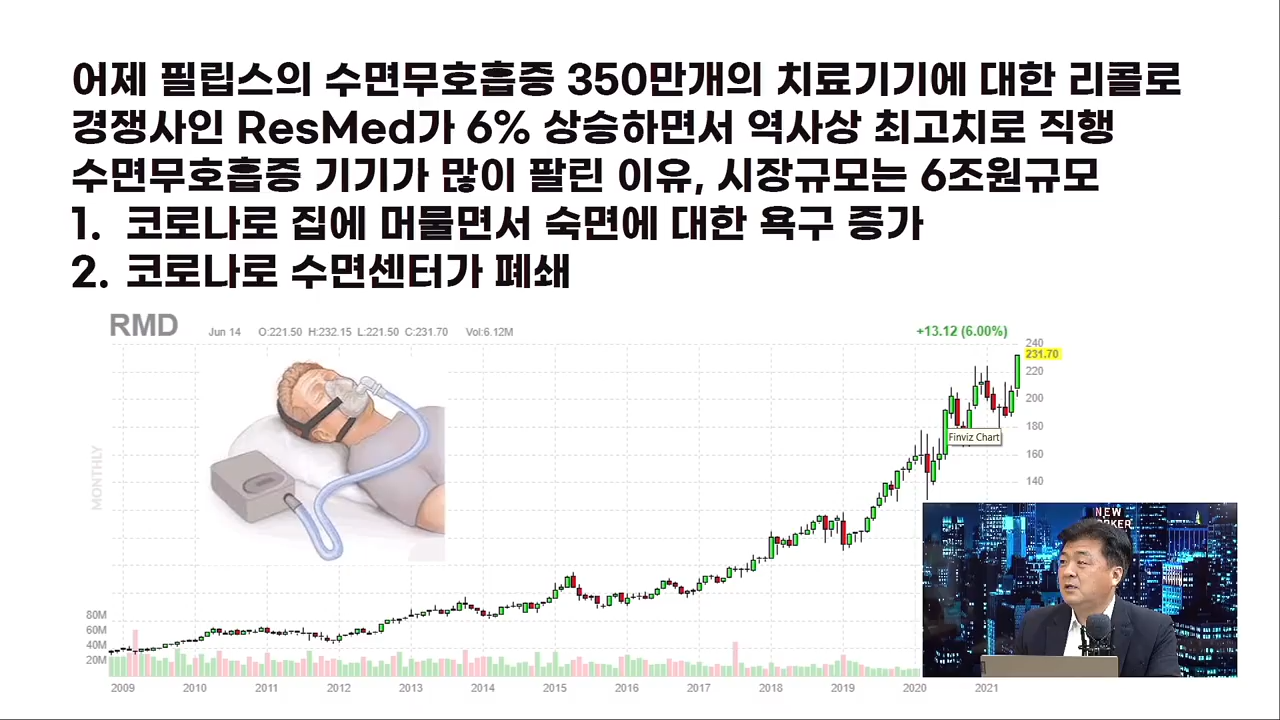 어제 필립스의 수면무호흡증 350만개의 치료기기에 대한 리콜로
경쟁사인 ResMed가 6% 상승하면서 역사상 최고치로 직행
수면무호흡증 기기가 많이 팔린 이유, 시장규모는 6조원규모
1. 코로나로 집에 머물면서 숙면에 대한 욕구 증가
2. 코로나로 수면센터가 폐쇄
RMD Jun 14 O:221.50 H:232.15 L:221.50 C:231.70 Vol:6.12M +13.12 (6.00%)
240
231.70
220
200
180
Finviz Chart
160
140
MONTHLY
NEW
80M
60M
40M
20M
2009 2010 2011 2012 2013 2014 2015 2016 2017 2018 2019 2020 2021